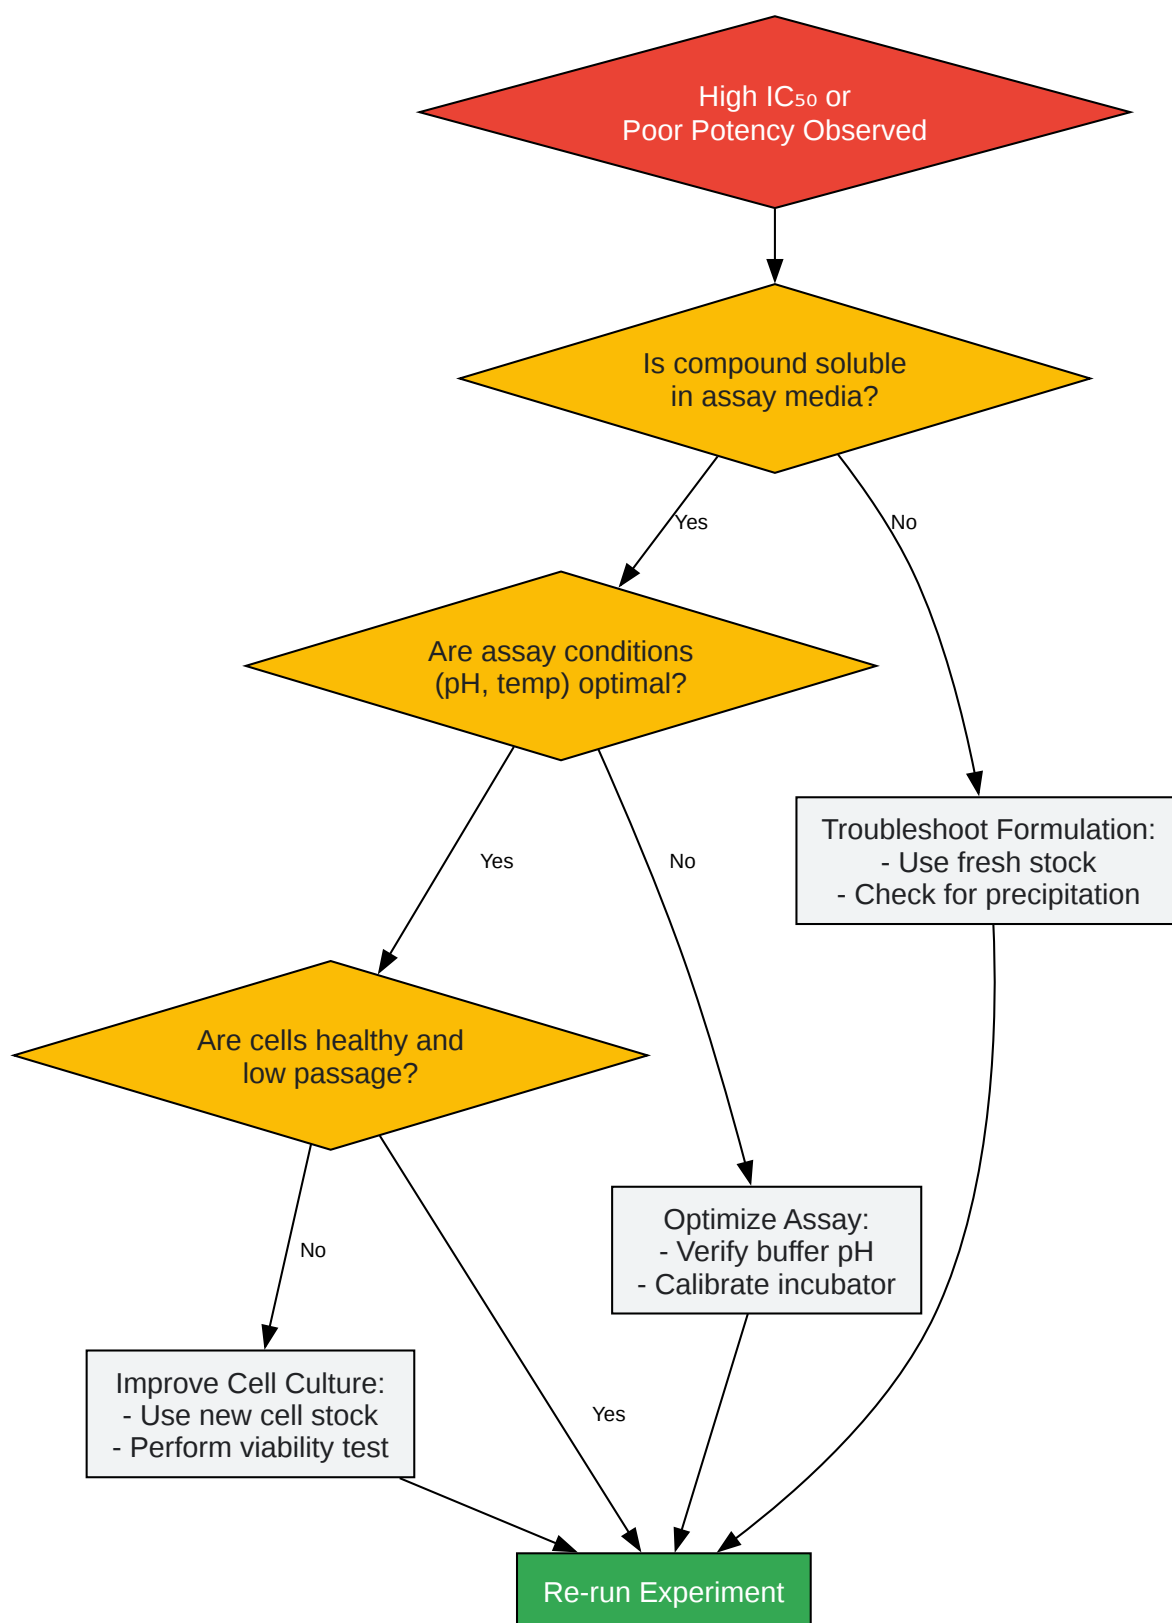 High IC₅₀ or
Poor Potency Observed
Is compound soluble
in assay media?
Yes
No
Are assay conditions
(pH, temp) optimal?
Troubleshoot Formulation:
- Use fresh stock
- Check for precipitation
Yes
No
Are cells healthy and
low passage?
Optimize Assay:
- Verify buffer pH
- Calibrate incubator
No
Improve Cell Culture:
- Use new cell stock
- Perform viability test
Yes
Re-run Experiment